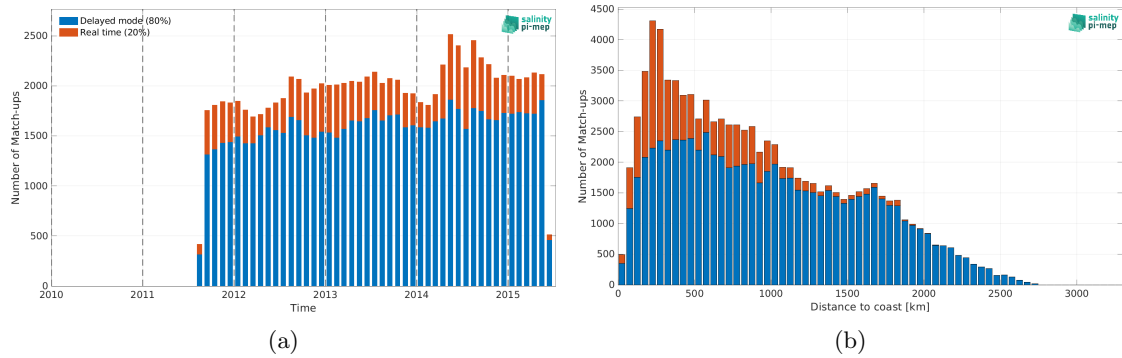 Delayed mode (80%)
Real time (20%)
salinity
pi-mep
Number of Match-ups
2500
2000
1500
1000
500
0
2010
2011
2012
2013
2014
2015
Time
(a)
salinity
pi-mep
Number of Match-ups
4500
4000
3500
3000
2500
2000
1500
1000
500
0
0
500
1000
1500
2000
2500
3000
Distance to coast [km]
(b)